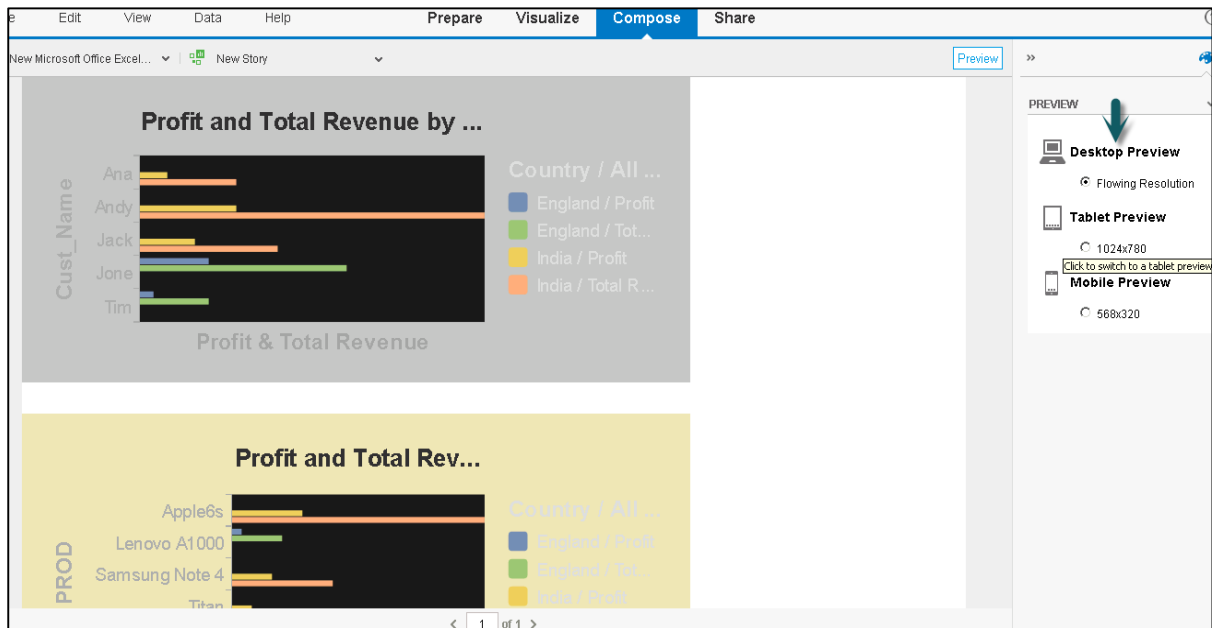 e Edit View Data Help Prepare Visualize Compose Share
New Microsoft Office Excel... New Story Preview »
PREVIEW
Desktop Preview
Flowing Resolution
Tablet Preview
1024x780
Click to switch to a tablet preview
Mobile Preview
568x320
Profit and Total Revenue by ...
Cust_Name
Ana
Andy
Jack
Jone
Tim
Profit & Total Revenue
Country / All ...
England / Profit
England / Tot...
India / Profit
India / Total R...
Profit and Total Rev...
PROD
Apple6s
Lenovo A1000
Samsung Note 4
Titan
Country / All ...
England / Profit
England / Tot...
India / Profit
< 1 of 1 >